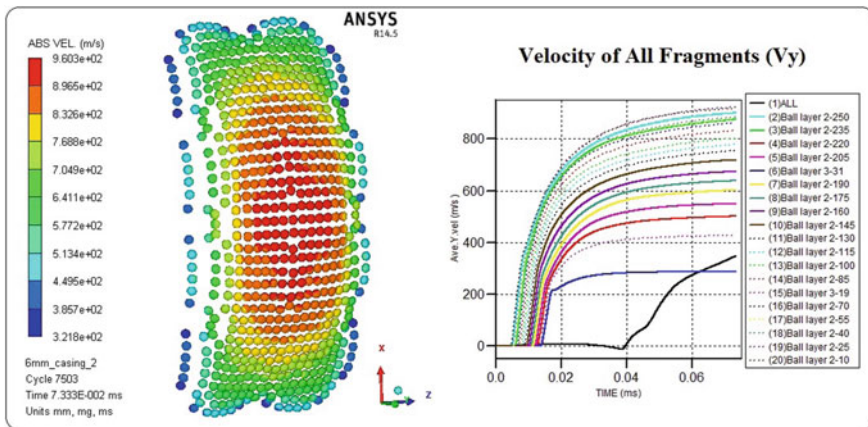 ABS VEL. (m/s)
9.603e+02
8.965e+02
8.326e+02
7.688e+02
7.049e+02
6.411e+02
5.772e+02
5.134e+02
4.495e+02
3.857e+02
3.218e+02
6mm_casing_2
Cycle 7503
Time 7.333E-002 ms
Units mm, mg, ms
ANSYS
R14.5
X
Z
Velocity of All Fragments (Vy)
Ave.Y.vel (m/s)
800
600
400
200
0
0.0
0.02
0.04
0.06
TIME (ms)
(1)ALL
(2)Ball layer 2-250
(3)Ball layer 2-235
(4)Ball layer 2-220
(5)Ball layer 2-205
(6)Ball layer 3-31
(7)Ball layer 2-190
(8)Ball layer 2-175
(9)Ball layer 2-160
(10)Ball layer 2-145
(11)Ball layer 2-130
(12)Ball layer 2-115
(13)Ball layer 2-100
(14)Ball layer 2-85
(15)Ball layer 3-19
(16)Ball layer 2-70
(17)Ball layer 2-55
(18)Ball layer 2-40
(19)Ball layer 2-25
(20)Ball layer 2-10